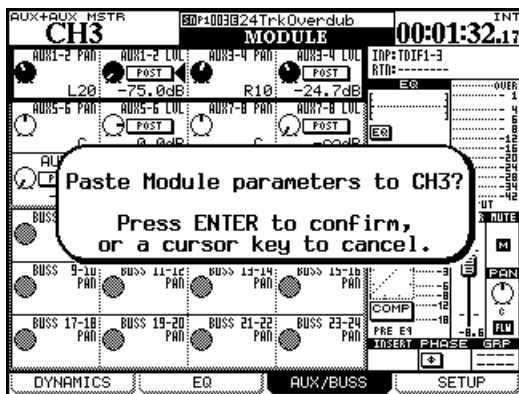 AUX+AUX MSTR 24TrkOverdub INT
CH3 MODULE 00:01:32.17
AUX1-2 PAN AUX1-2 LVL AUX3-4 PAN AUX3-4 LVL INP:TDIF1-3
POST POST RTN:--------
L20 -75.0dB R10 -24.7dB EQ OVER
AUX5-6 PAN AUX5-6 LVL AUX7-8 PAN AUX7-8 LVL
POST POST EQ
Paste Module parameters to CH3?
Press ENTER to confirm,
or a cursor key to cancel.
MUTE
M
BUSS 9-10 PAN BUSS 11-12 PAN BUSS 13-14 PAN BUSS 15-16 PAN
PAN
C
COMP
BUSS 17-18 PAN BUSS 19-20 PAN BUSS 21-22 PAN BUSS 23-24 PAN
PRE EQ -8.6 FLW
INSERT PHASE GRP
DYNAMICS EQ AUX/BUSS SETUP